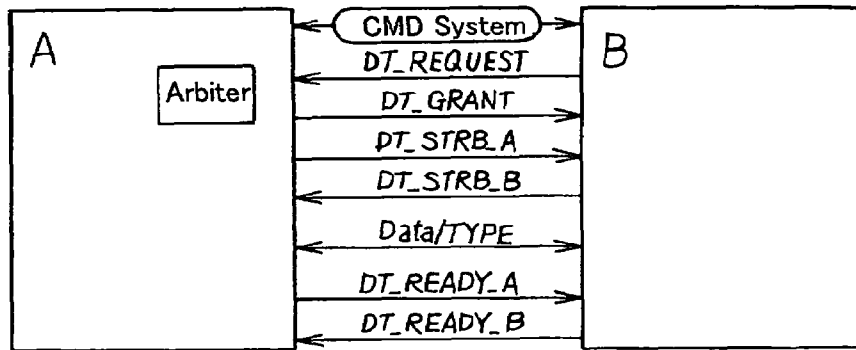 CMD System
A
B
DT_REQUEST
Arbiter
DT_GRANT
DT_STRB_A
DT_STRB_B
Data/TYPE
DT_READY_A
DT_READY_B